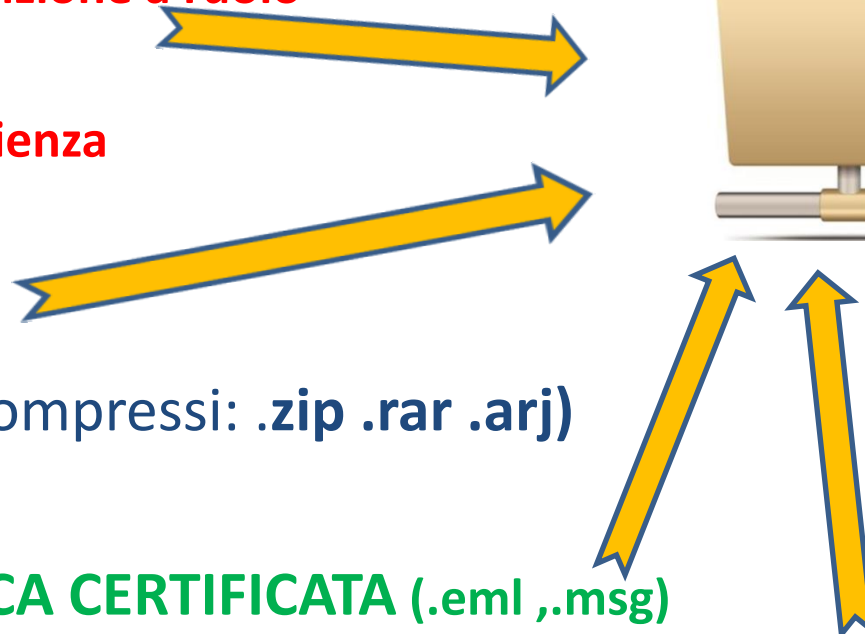 ienza
ompressi: .zip .rar .arj)
CA CERTIFICATA (.eml ,.msg)